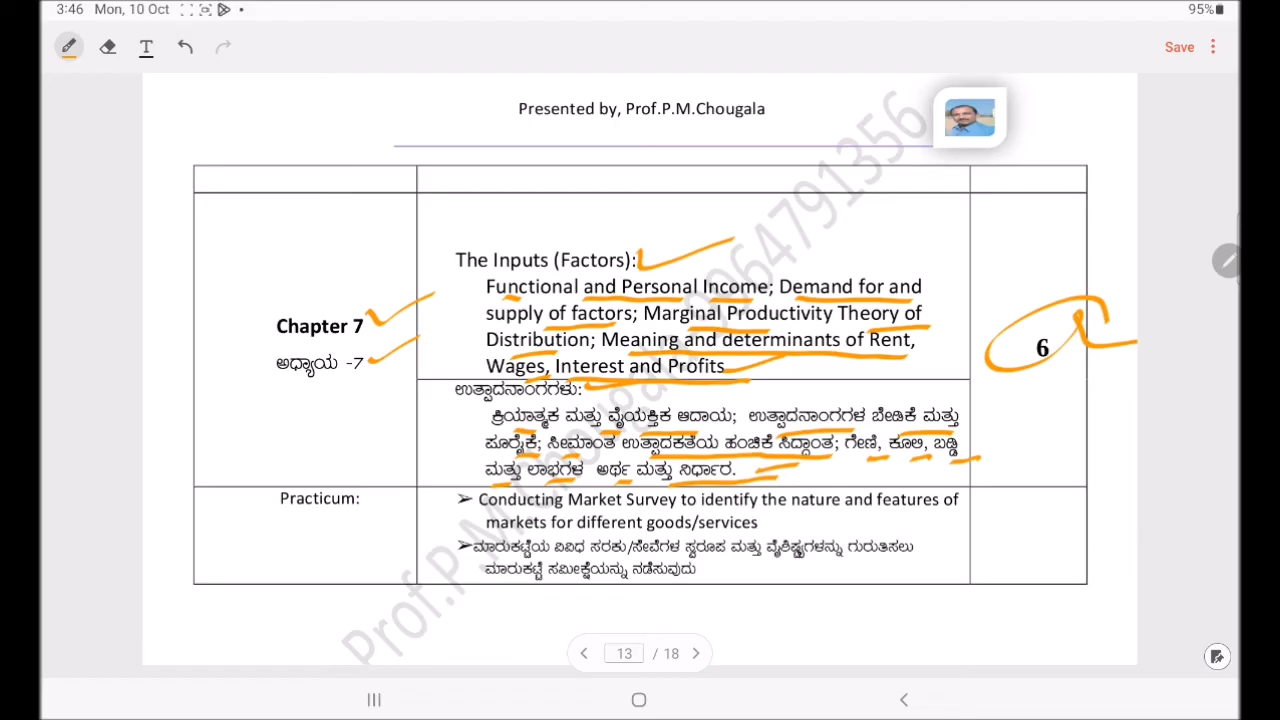 3:46 Mon, 10 Oct
95%
T
Save
Presented by, Prof.P.M.Chougala
The Inputs (Factors):
Functional and Personal Income; Demand for and
supply of factors; Marginal Productivity Theory of
Distribution; Meaning and determinants of Rent,
Wages, Interest and Profits
Chapter 7
ಅಧ್ಯಾಯ -7
6
ಉತ್ಪಾದನಾಂಗಗಳು:
ಕ್ರಿಯಾತ್ಮಕ ಮತ್ತು ವೈಯಕ್ತಿಕ ಆದಾಯ; ಉತ್ಪಾದನಾಂಗಗಳ ಬೇಡಿಕೆ ಮತ್ತು
ಪೂರೈಕೆ; ಸೀಮಾಂತ ಉತ್ಪಾದಕತೆಯ ಹಂಚಿಕೆ ಸಿದ್ಧಾಂತ; ಗೇಣಿ, ಕೂಲಿ, ಬಡ್ಡಿ
ಮತ್ತು ಲಾಭಗಳ ಅರ್ಥ ಮತ್ತು ನಿರ್ಧಾರ.
Practicum:
➢ Conducting Market Survey to identify the nature and features of
markets for different goods/services
➢ಮಾರುಕಟ್ಟೆಯ ವಿವಿಧ ಸರಕು/ಸೇವೆಗಳ ಸ್ವರೂಪ ಮತ್ತು ವೈಶಿಷ್ಟ್ಯಗಳನ್ನು ಗುರುತಿಸಲು
ಮಾರುಕಟ್ಟೆ ಸಮೀಕ್ಷೆಯನ್ನು ನಡೆಸುವುದು
Prof.P.M.Chougala 9964791356
13 / 18